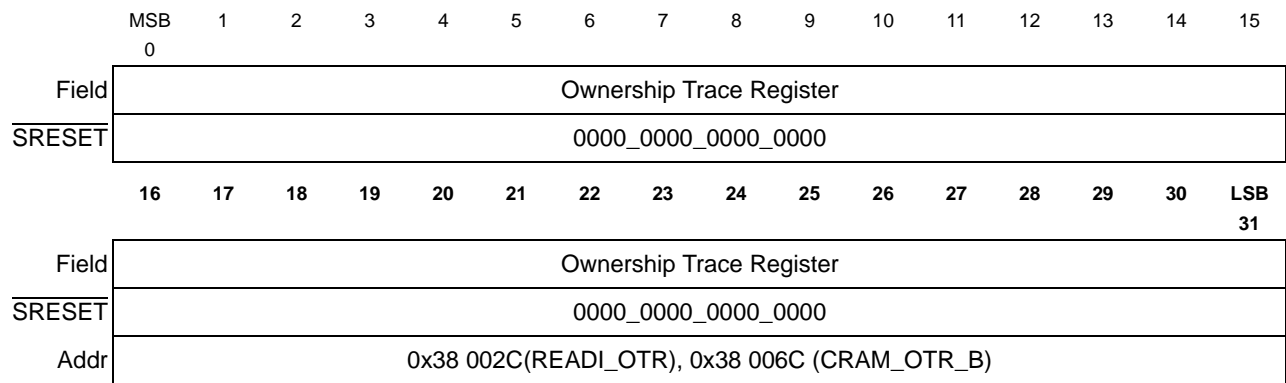 MSB 1 2 3 4 5 6 7 8 9 10 11 12 13 14 15
0
Field Ownership Trace Register
SRESET 0000_0000_0000_0000
16 17 18 19 20 21 22 23 24 25 26 27 28 29 30 LSB
31
Field Ownership Trace Register
SRESET 0000_0000_0000_0000
Addr 0x38 002C(READI_OTR), 0x38 006C (CRAM_OTR_B)